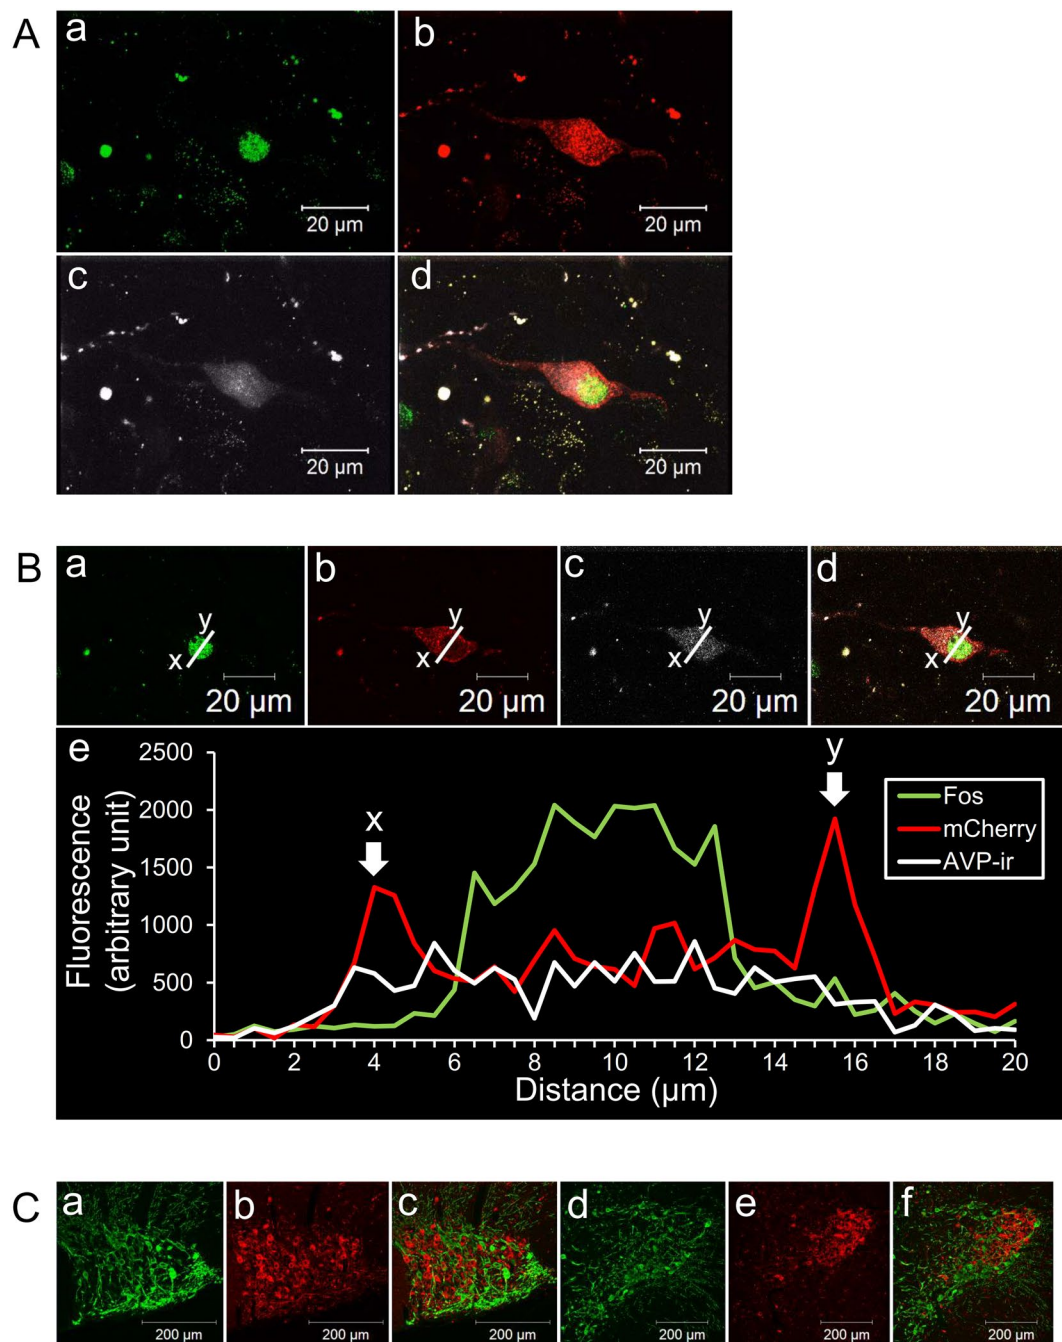 A
a
b
20 µm
20 µm
c
d
20 µm
20 µm
B
a
b
c
d
y
x
y
x
y
x
y
x
20 µm
20 µm
20 µm
20 µm
e
Fluorescence
(arbitrary unit)
2500
2000
1500
1000
500
0
x
y
Fos
mCherry
AVP-ir
0 2 4 6 8 10 12 14 16 18 20
Distance (µm)
C
a
b
c
d
e
f
200 µm
200 µm
200 µm
200 µm
200 µm
200 µm